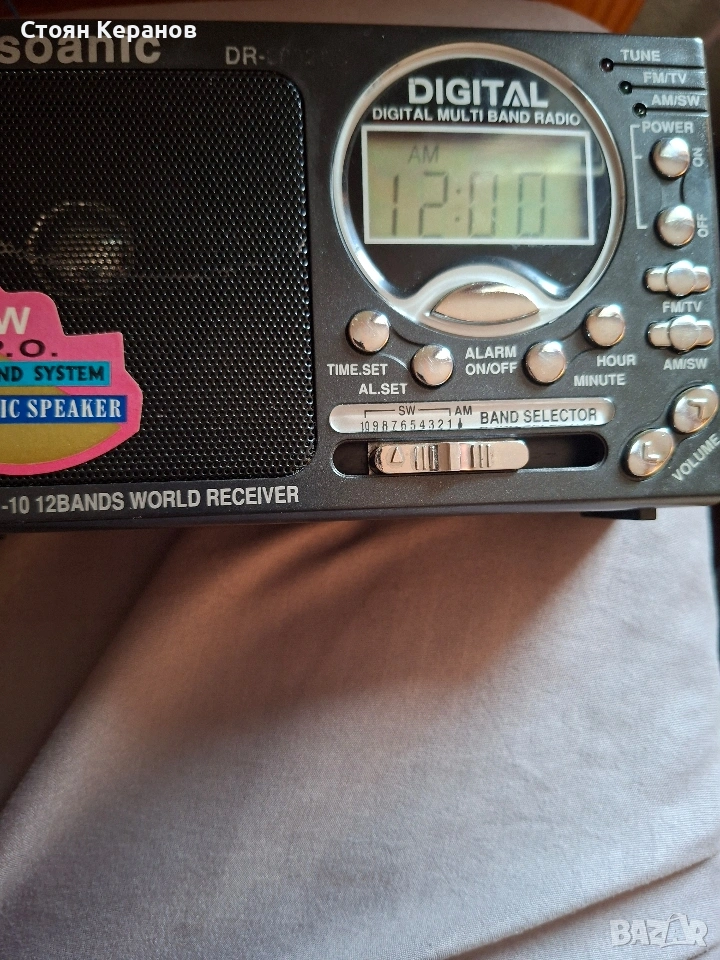 Стоян Керанов
soanic
DR-
TUNE
FM/TV
AM/SW
DIGITAL
DIGITAL MULTI BAND RADIO
POWER
ON
OFF
AM
12:00
FM/TV
AM/SW
TIME.SET
AL.SET
ALARM
ON/OFF
HOUR
MINUTE
SW
AM
10987654321
BAND SELECTOR
VOLUME
W
P.O.
ND SYSTEM
IC SPEAKER
-10 12BANDS WORLD RECEIVER
BAZAR